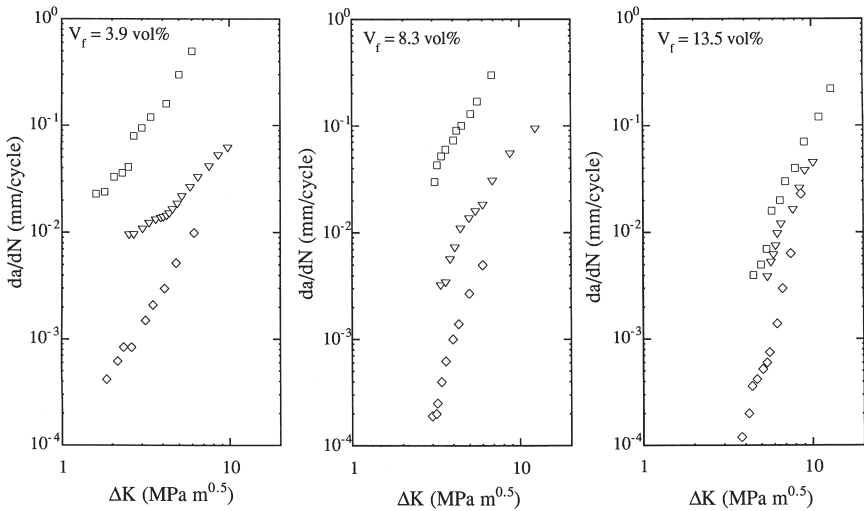 V_f = 3.9 vol%
10^0
10^-1
10^-2
10^-3
10^-4
da/dN (mm/cycle)
1
10
ΔK (MPa m^0.5)
V_f = 8.3 vol%
10^0
10^-1
10^-2
10^-3
10^-4
da/dN (mm/cycle)
1
10
ΔK (MPa m^0.5)
V_f = 13.5 vol%
10^0
10^-1
10^-2
10^-3
10^-4
da/dN (mm/cycle)
1
10
ΔK (MPa m^0.5)